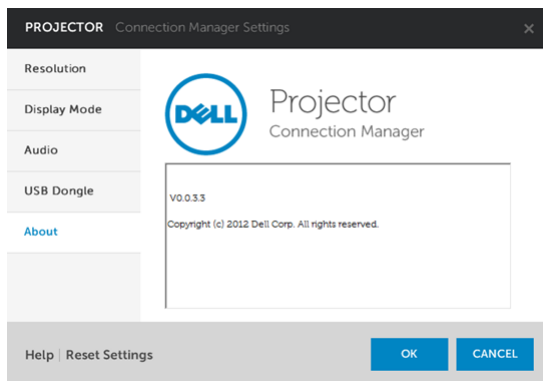 PROJECTOR Connection Manager Settings ×
Resolution
Display Mode
Audio
USB Dongle
About
DELL
Projector
Connection Manager
V0.0.3.3
Copyright (c) 2012 Dell Corp. All rights reserved.
Help | Reset Settings
OK
CANCEL